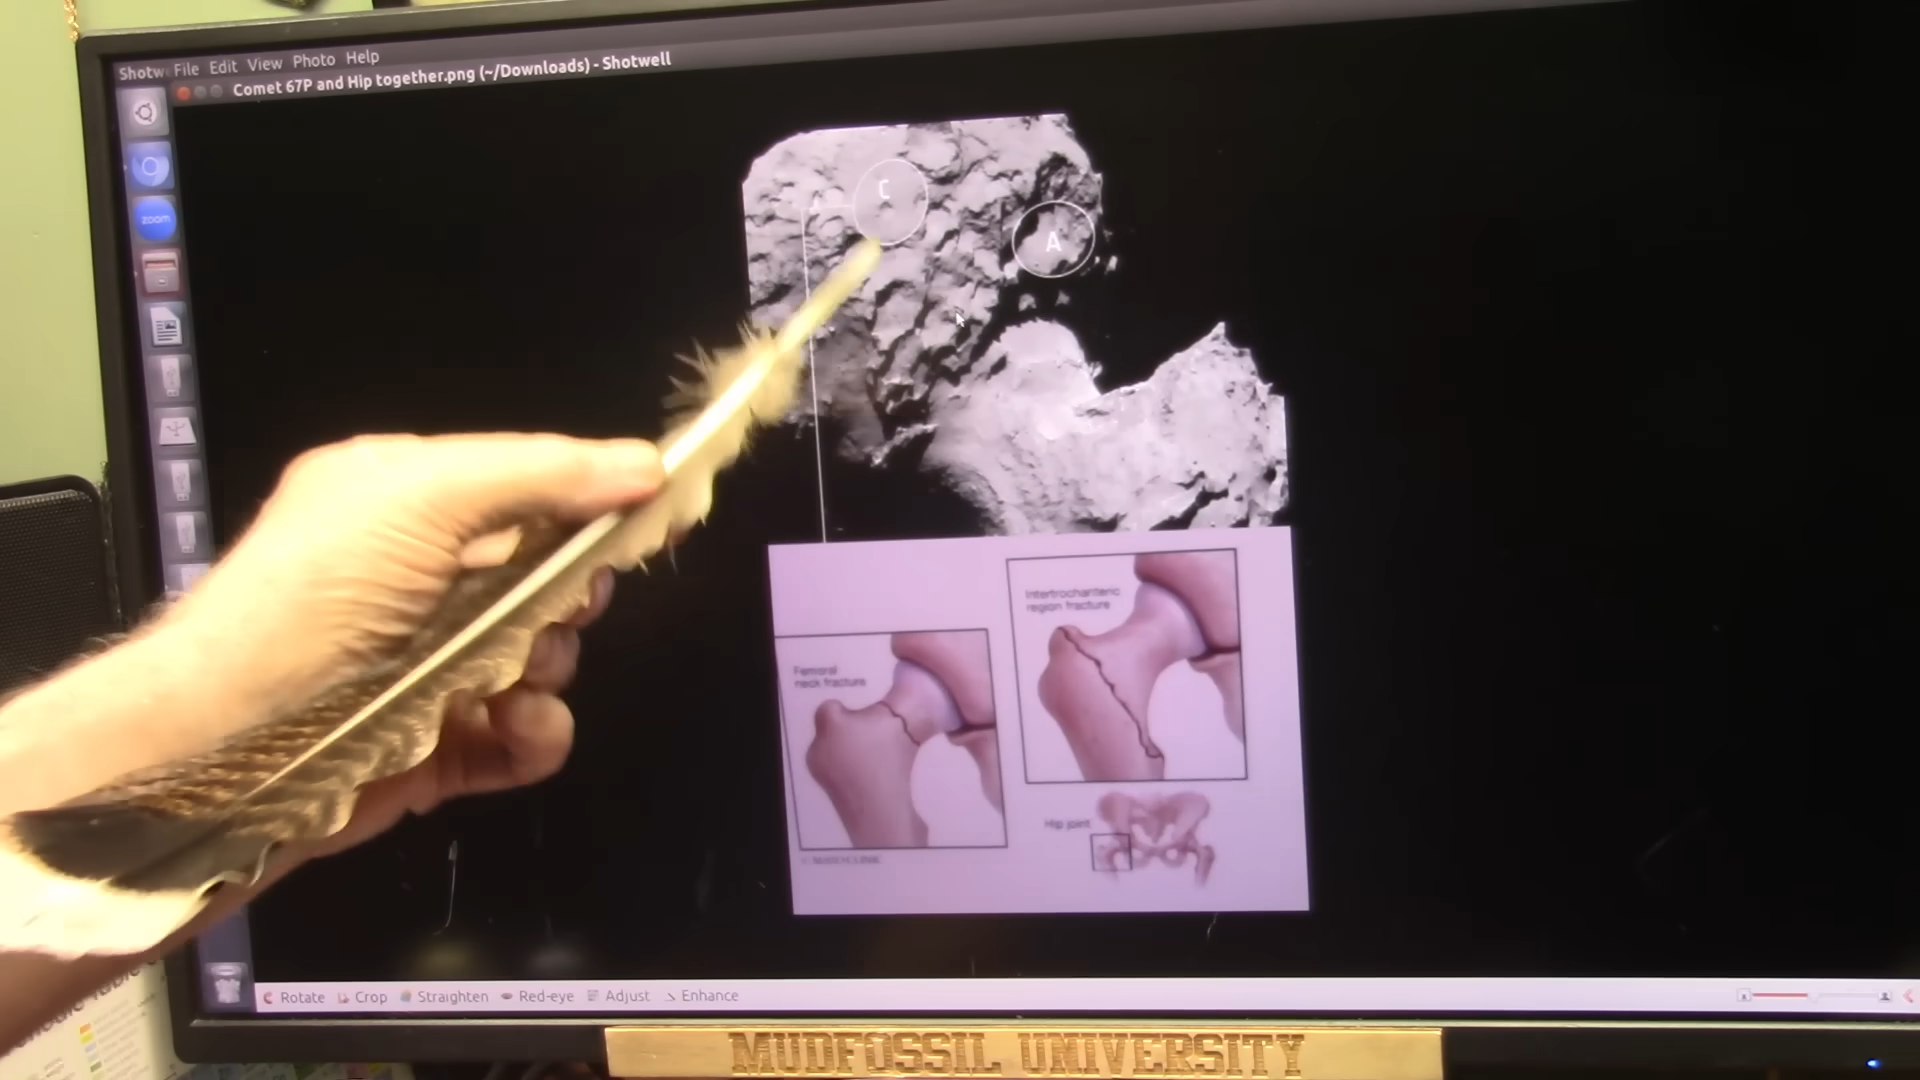 Shotw File Edit View Photo Help
Comet 67P and Hip together.png (~/Downloads) - Shotwell
zoom
C
A
Intertrochanteric
region fracture
Femoral
neck fracture
Hip joint
Rotate Crop Straighten Red-eye Adjust Enhance
MUDFOSSIL UNIVERSITY